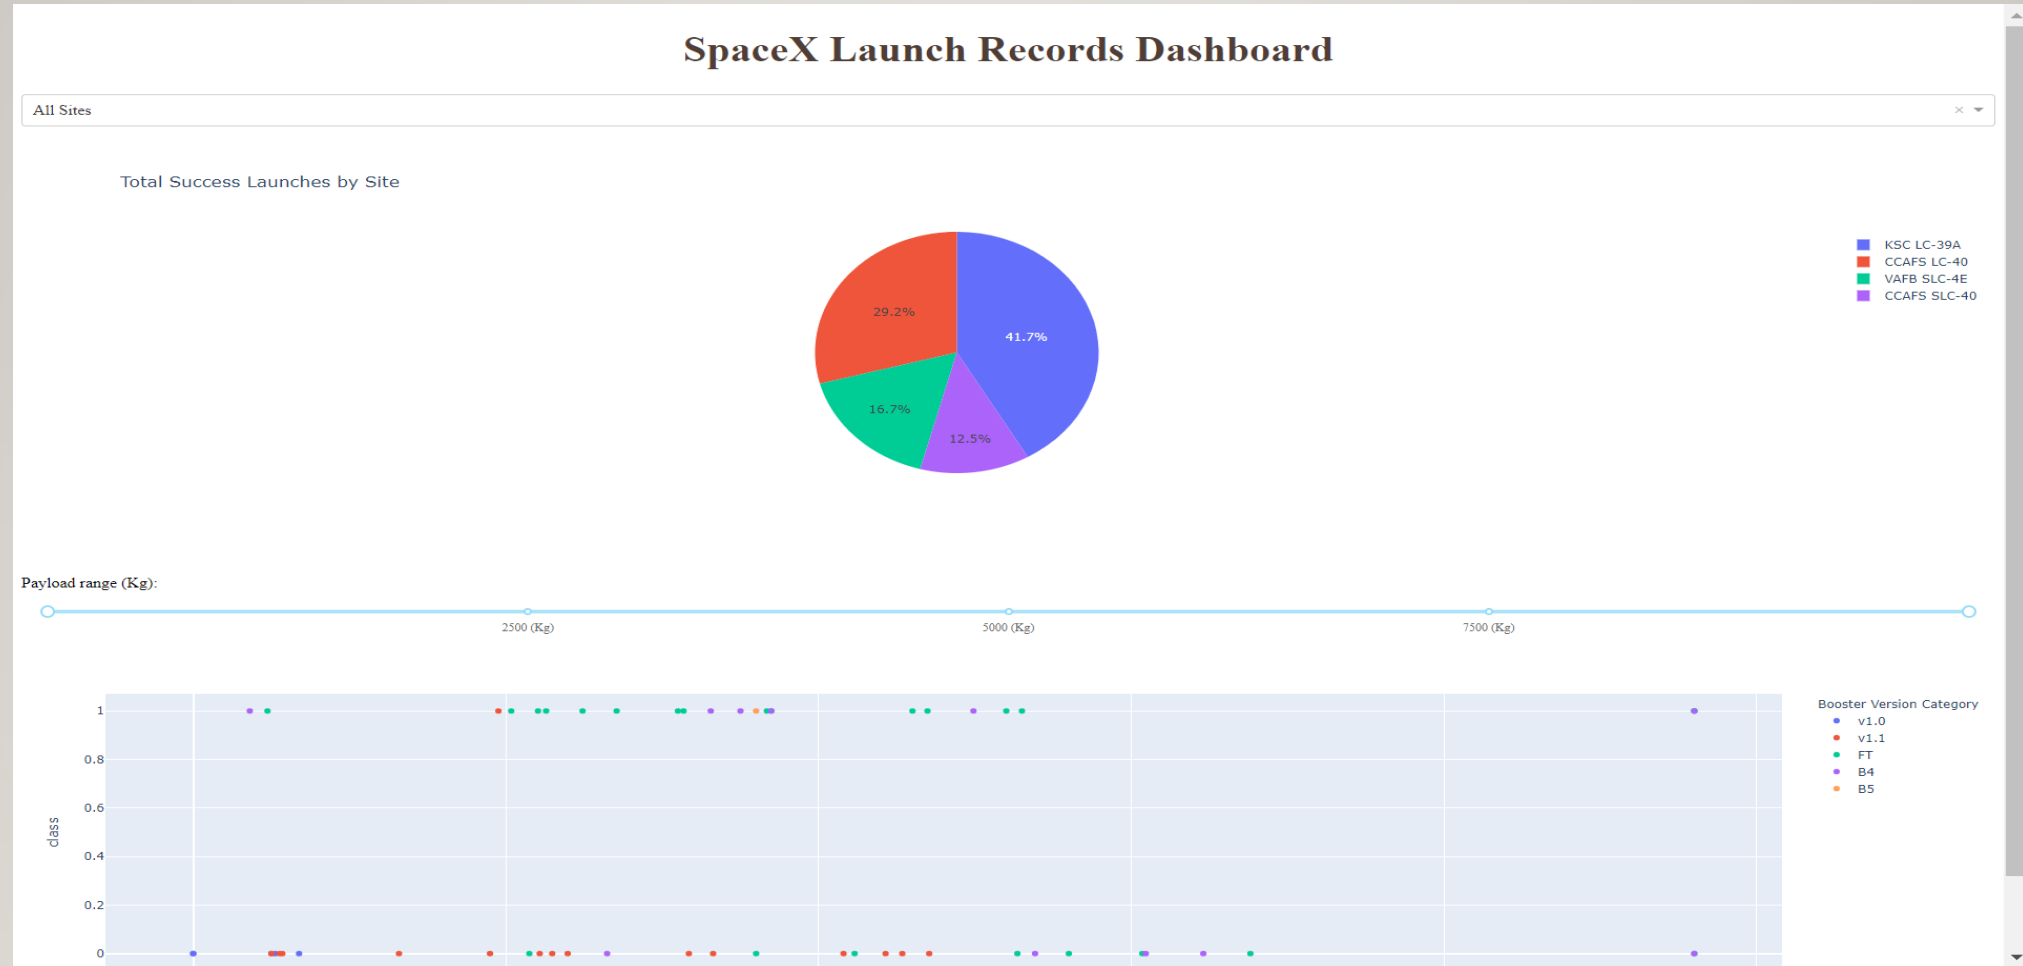 SpaceX Launch Records Dashboard
All Sites
×
Total Success Launches by Site
KSC LC-39A
CCAFS LC-40
VAFB SLC-4E
CCAFS SLC-40
29.2%
41.7%
16.7%
12.5%
Payload range (Kg):
2500 (Kg) 5000 (Kg) 7500 (Kg)
1
0.8
0.6
0.4
0.2
0
class
Booster Version Category
v1.0
v1.1
FT
B4
B5